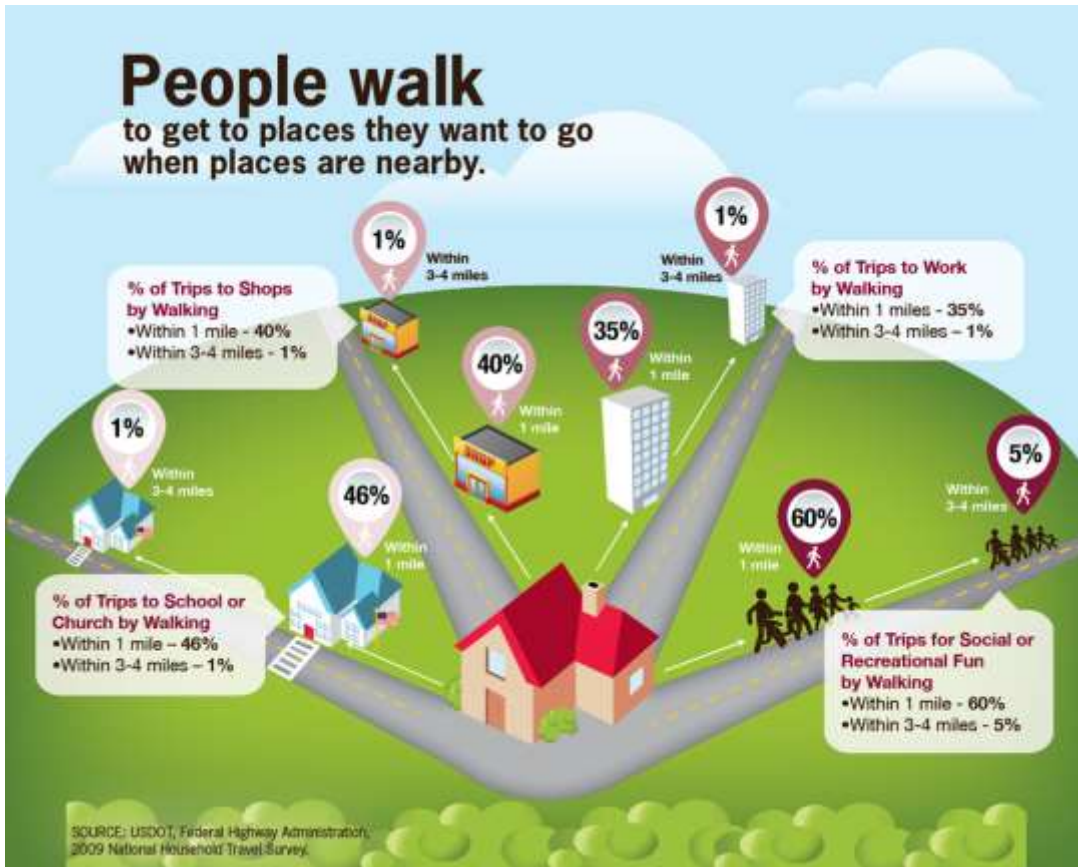 People walk
to get to places they want to go
when places are nearby.
1%
Within
3-4 miles
1%
Within
3-4 miles
% of Trips to Shops
by Walking
•Within 1 mile - 40%
•Within 3-4 miles - 1%
% of Trips to Work
by Walking
•Within 1 miles - 35%
•Within 3-4 miles – 1%
40%
Within
1 mile
SHOP
35%
Within
1 mile
1%
Within
3-4 miles
46%
Within
1 mile
60%
Within
1 mile
5%
Within
3-4 miles
% of Trips to School or
Church by Walking
•Within 1 mile – 46%
•Within 3-4 miles – 1%
% of Trips for Social or
Recreational Fun
by Walking
•Within 1 mile - 60%
•Within 3-4 miles - 5%
SOURCE: USDOT, Federal Highway Administration,
2009 National Household Travel Survey.